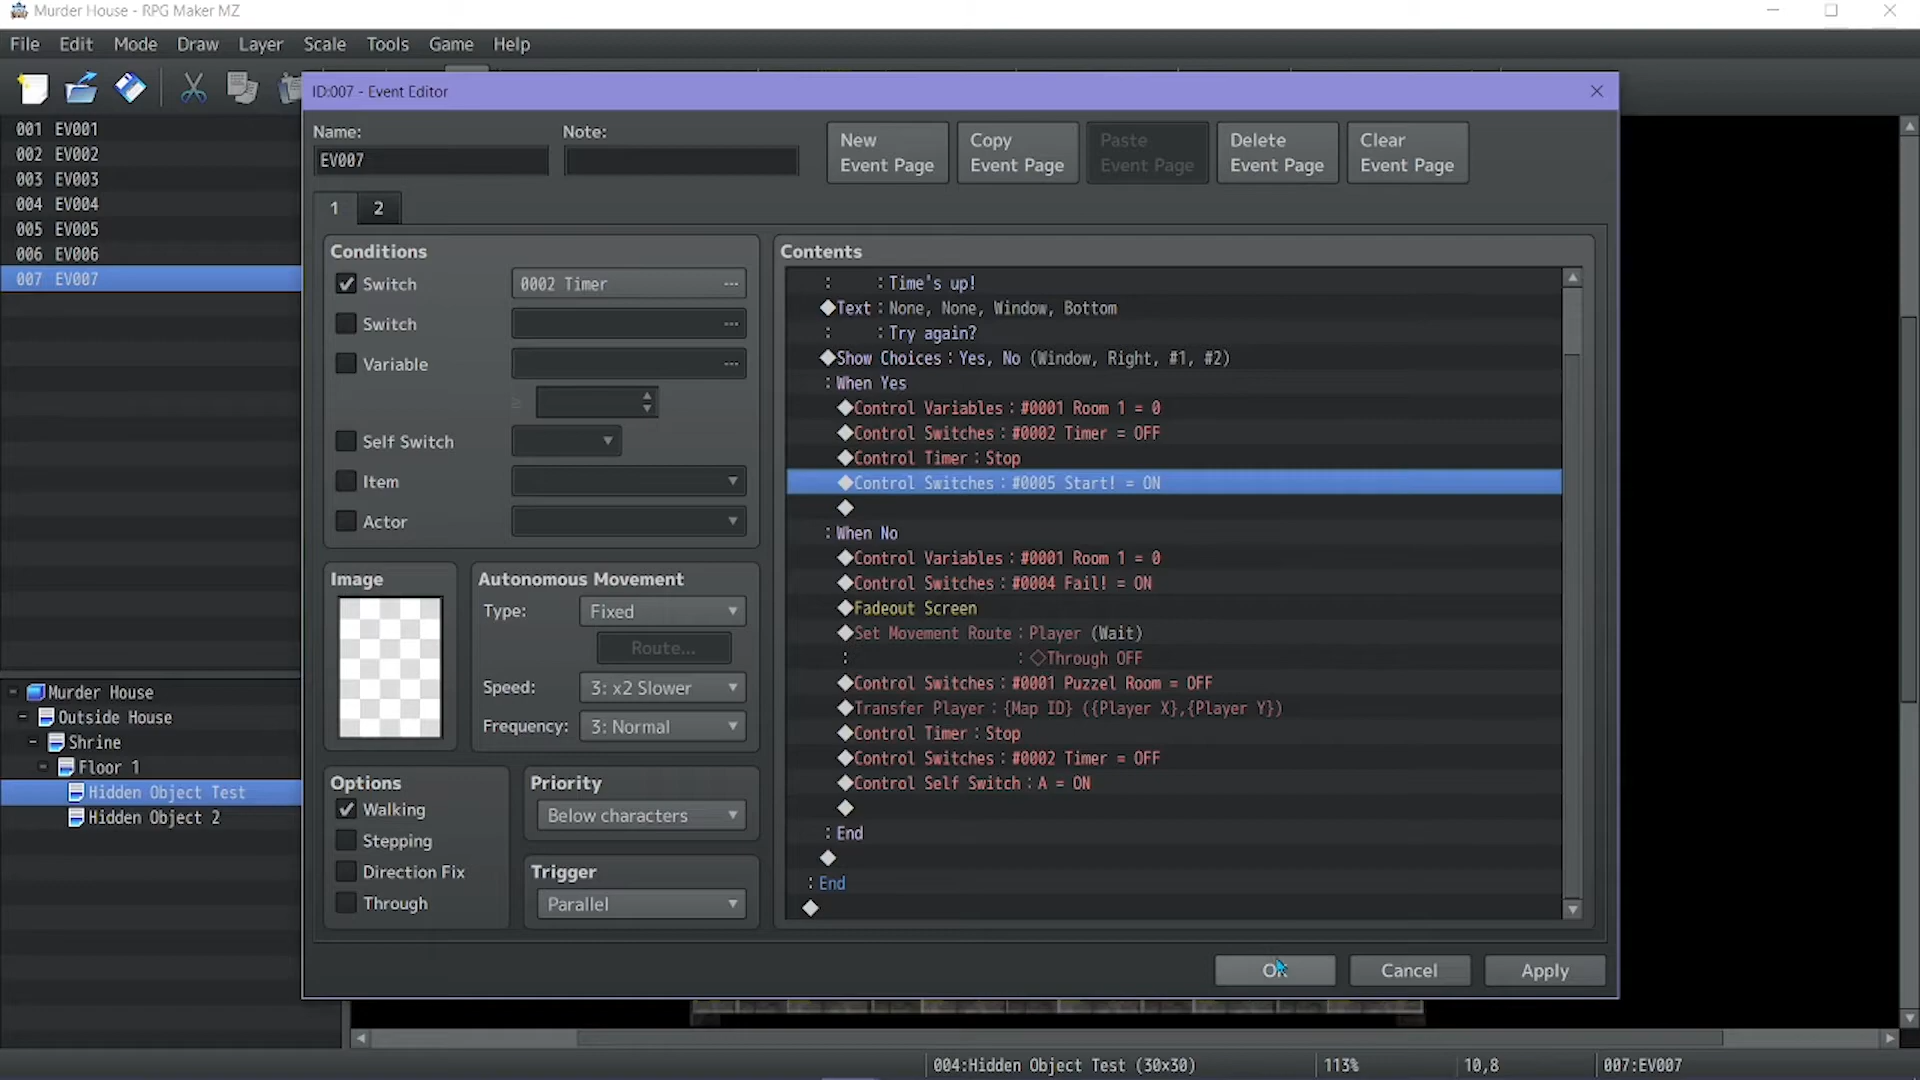 Murder House - RPG Maker MZ
File Edit Mode Draw Layer Scale Tools Game Help
ID:007 - Event Editor
001 EV001
002 EV002
003 EV003
004 EV004
005 EV005
006 EV006
007 EV007
Name: Note:
EV007
New Event Page
Copy Event Page
Paste Event Page
Delete Event Page
Clear Event Page
1 2
Conditions
Switch 0002 Timer ...
Switch ...
Variable ...
≥
Self Switch
Item
Actor
Image
Autonomous Movement
Type: Fixed
Route...
Speed: 3: x2 Slower
Frequency: 3: Normal
Options
Walking
Stepping
Direction Fix
Through
Priority
Below characters
Trigger
Parallel
Contents
: : Time's up!
◆Text : None, None, Window, Bottom
: : Try again?
◆Show Choices : Yes, No (Window, Right, #1, #2)
: When Yes
◆Control Variables : #0001 Room 1 = 0
◆Control Switches : #0002 Timer = OFF
◆Control Timer : Stop
◆Control Switches : #0005 Start! = ON
◆
: When No
◆Control Variables : #0001 Room 1 = 0
◆Control Switches : #0004 Fail! = ON
◆Fadeout Screen
◆Set Movement Route : Player (Wait)
: : ◇Through OFF
◆Control Switches : #0001 Puzzel Room = OFF
◆Transfer Player : {Map ID} ({Player X},{Player Y})
◆Control Timer : Stop
◆Control Switches : #0002 Timer = OFF
◆Control Self Switch : A = ON
◆
: End
◆
: End
◆
OK Cancel Apply
Murder House
Outside House
Shrine
Floor 1
Hidden Object Test
Hidden Object 2
004:Hidden Object Test (30x30) 113% 10,8 007:EV007